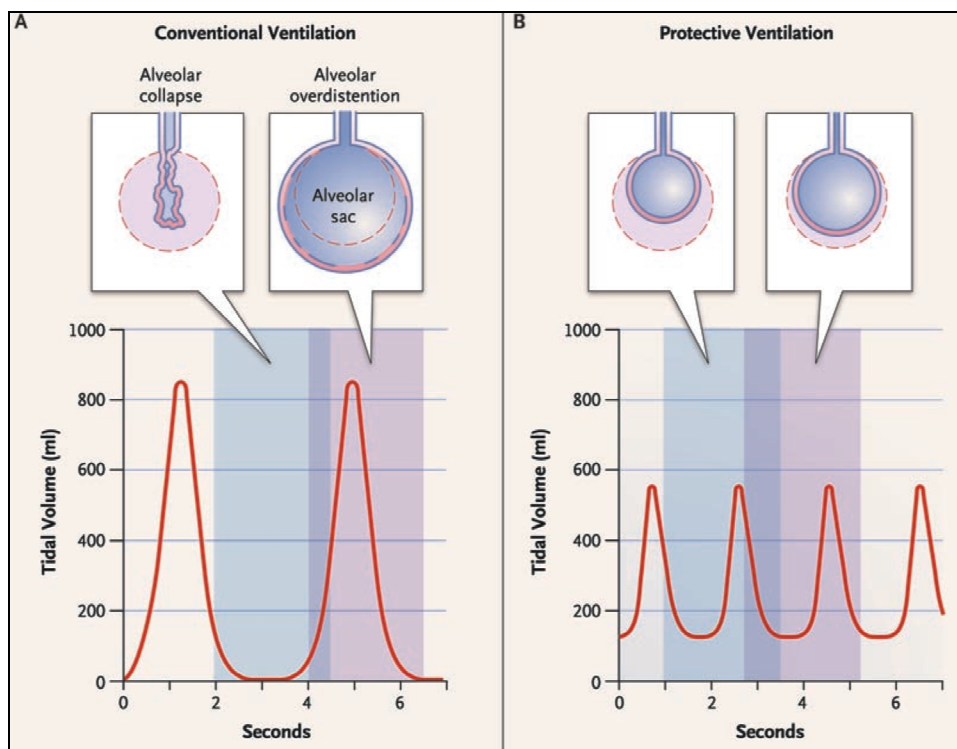 A
Conventional Ventilation
Alveolar
collapse
Alveolar
overdistention
Alveolar
sac
1000
800
600
400
200
0
Tidal Volume (ml)
0
2
4
6
Seconds
B
Protective Ventilation
1000
800
600
400
200
0
Tidal Volume (ml)
0
2
4
6
Seconds